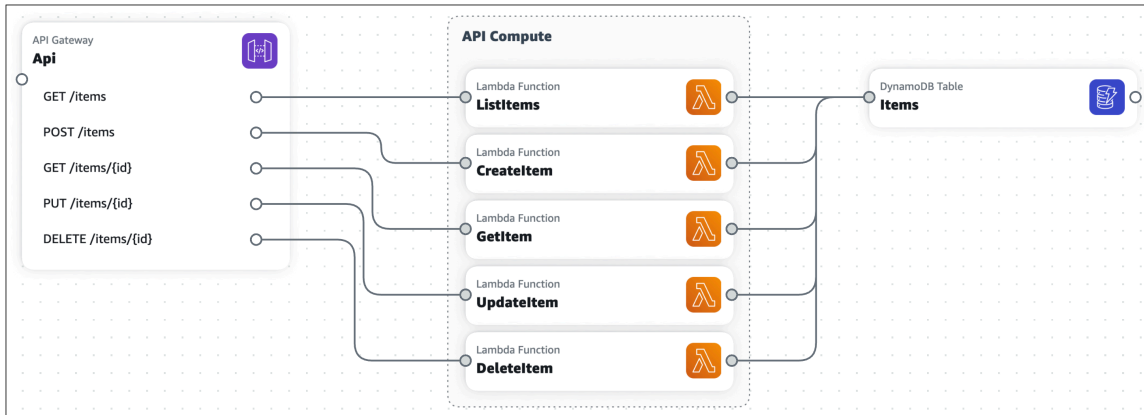 API Gateway
Api
GET /items
POST /items
GET /items/{id}
PUT /items/{id}
DELETE /items/{id}
API Compute
Lambda Function
ListItems
Lambda Function
CreateItem
Lambda Function
GetItem
Lambda Function
UpdateItem
Lambda Function
DeleteItem
DynamoDB Table
Items